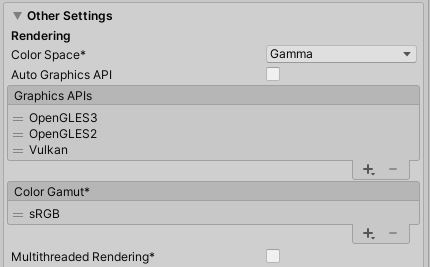 Other Settings
Rendering
Color Space*
Gamma
Auto Graphics API
Graphics APIs
OpenGLES3
OpenGLES2
Vulkan
Color Gamut*
sRGB
Multithreaded Rendering*